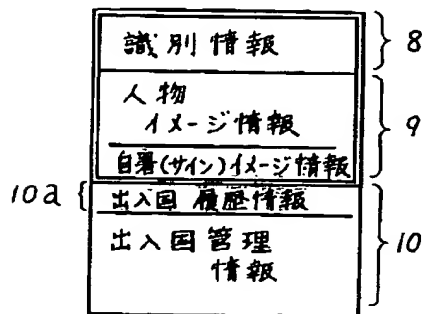 識別情報
8
人物
イメージ情報
9
自署(サイン)イメージ情報
10a
出入国履歴情報
出入国管理
情報
10